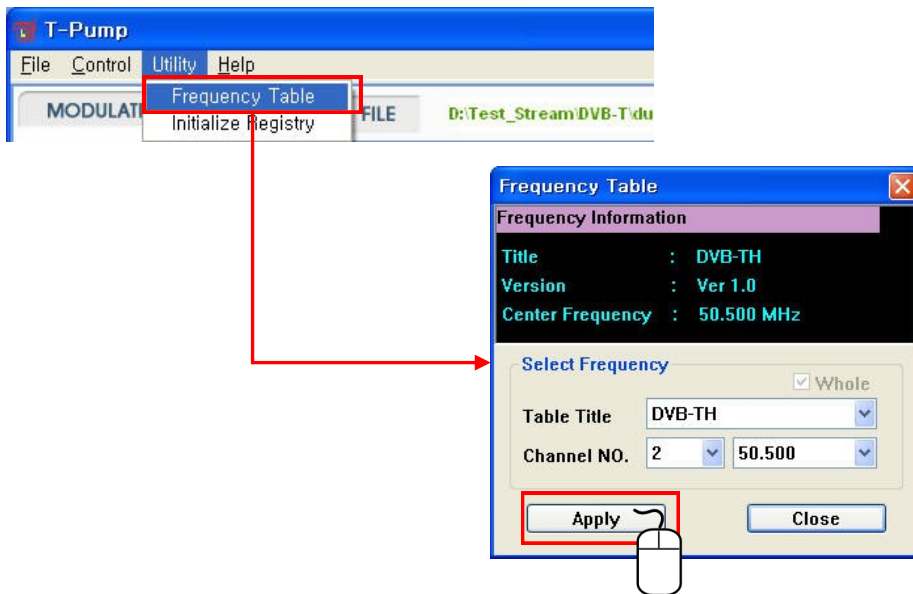 T-Pump
File Control Utility Help
Frequency Table
Initialize Registry
MODULATI FILE D:\Test_Stream\DVB-T\du
Frequency Table
Frequency Information
Title : DVB-TH
Version : Ver 1.0
Center Frequency : 50.500 MHz
Select Frequency
Whole
Table Title DVB-TH
Channel NO. 2 50.500
Apply Close